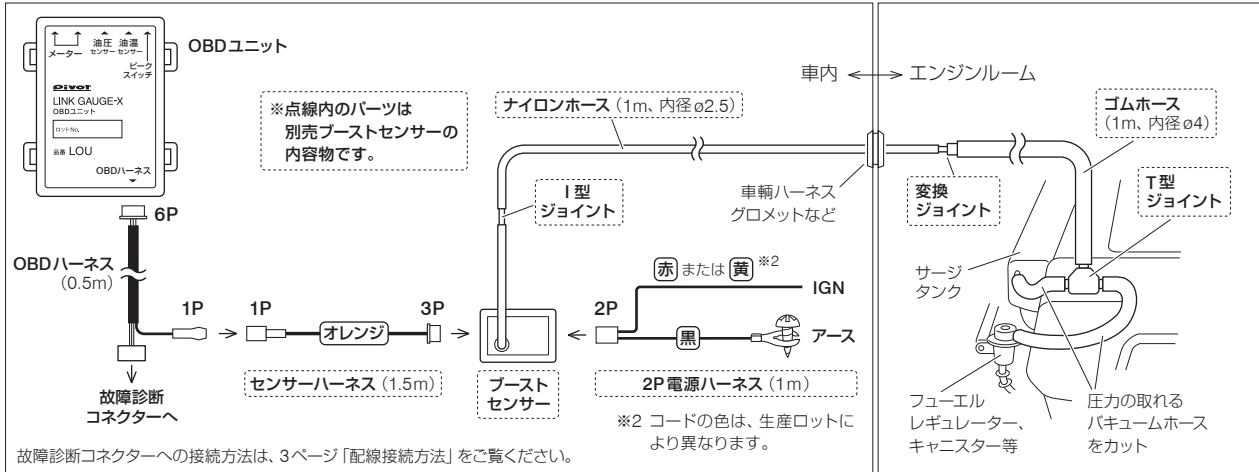 メーター
油圧
センサー
油温
センサー
ピーク
スイッチ
Pivot
LINK GAUGE-X
OBDユニット
ロットNo.
品番 LOU
OBDハーネス
OBDユニット
※点線内のパーツは
別売ブーストセンサーの
内容物です。
ナイロンホース（1m、内径ø2.5）
車内
エンジンルーム
ゴムホース
（1m、内径ø4）
I型
ジョイント
車輌ハーネス
グロメットなど
変換
ジョイント
T型
ジョイント
6P
OBDハーネス
（0.5m）
1P
1P
オレンジ
3P
2P
赤 または 黄 ※2
IGN
黒
アース
サージ
タンク
故障診断
コネクターへ
センサーハーネス（1.5m）
ブースト
センサー
2P電源ハーネス（1m）
※2 コードの色は、生産ロットに
より異なります。
フューエル
レギュレーター、
キャニスター等
圧力の取れる
バキュームホース
をカット
故障診断コネクターへの接続方法は、3ページ「配線接続方法」をご覧ください。